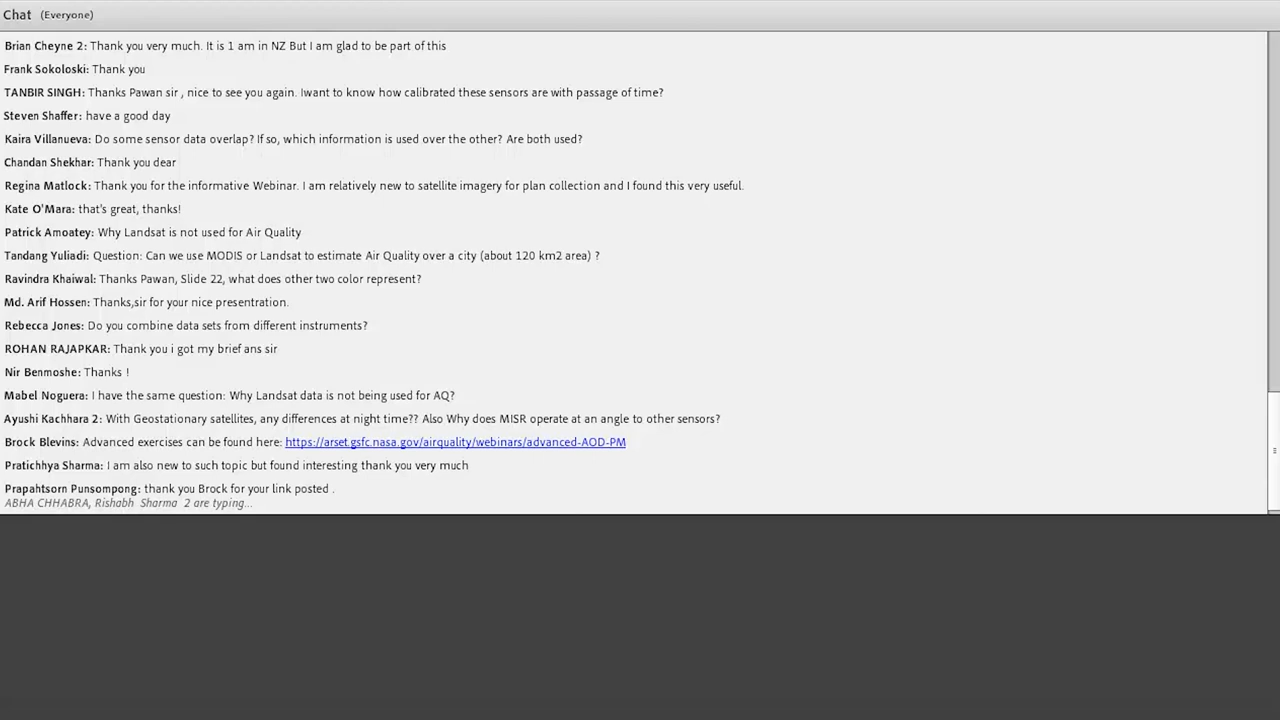 Chat (Everyone)
Brian Cheyne 2: Thank you very much. It is 1 am in NZ But I am glad to be part of this
Frank Sokoloski: Thank you
TANBIR SINGH: Thanks Pawan sir , nice to see you again. Iwant to know how calibrated these sensors are with passage of time?
Steven Shaffer: have a good day
Kaira Villanueva: Do some sensor data overlap? If so, which information is used over the other? Are both used?
Chandan Shekhar: Thank you dear
Regina Matlock: Thank you for the informative Webinar. I am relatively new to satellite imagery for plan collection and I found this very useful.
Kate O'Mara: that's great, thanks!
Patrick Amoatey: Why Landsat is not used for Air Quality
Tandang Yuliadi: Question: Can we use MODIS or Landsat to estimate Air Quality over a city (about 120 km2 area) ?
Ravindra Khaiwal: Thanks Pawan, Slide 22, what does other two color represent?
Md. Arif Hossen: Thanks,sir for your nice presentation.
Rebecca Jones: Do you combine data sets from different instruments?
ROHAN RAJAPKAR: Thank you i got my brief ans sir
Nir Benmoshe: Thanks !
Mabel Noguera: I have the same question: Why Landsat data is not being used for AQ?
Ayushi Kachhara 2: With Geostationary satellites, any differences at night time?? Also Why does MISR operate at an angle to other sensors?
Brock Blevins: Advanced exercises can be found here: https://arset.gsfc.nasa.gov/airquality/webinars/advanced-AOD-PM
Pratichhya Sharma: I am also new to such topic but found interesting thank you very much
Prapahtsorn Punsompong: thank you Brock for your link posted .
ABHA CHHABRA, Rishabh Sharma 2 are typing...